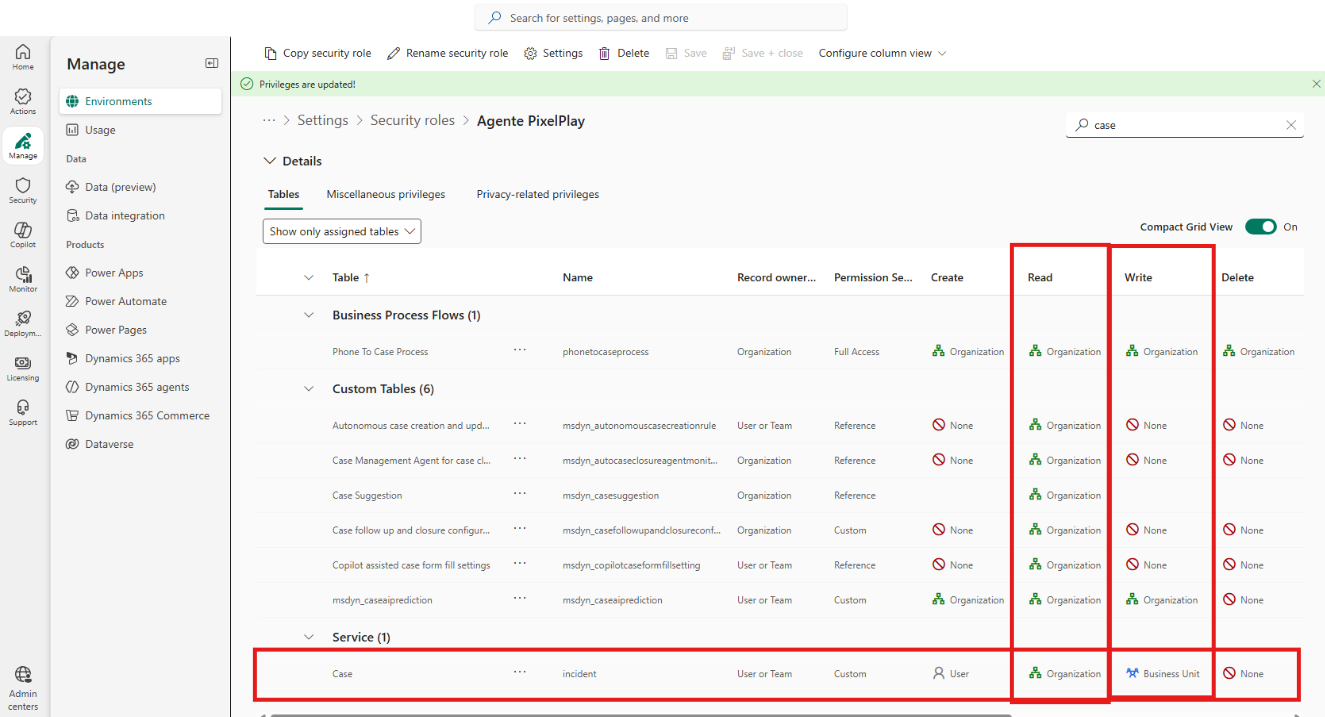 Search for settings, pages, and more
Home
Actions
Manage
Security
Copilot
Monitor
Deploym...
Licensing
Support
Admin
centers
Manage
Environments
Usage
Data
Data (preview)
Data integration
Products
Power Apps
Power Automate
Power Pages
Dynamics 365 apps
Dynamics 365 agents
Dynamics 365 Commerce
Dataverse
Copy security role Rename security role Settings Delete Save Save + close Configure column view
Privileges are updated!
··· > Settings > Security roles > Agente PixelPlay
case
Details
Tables Miscellaneous privileges Privacy-related privileges
Show only assigned tables
Compact Grid View On
Table ↑ Name Record owner... Permission Se... Create Read Write Delete
Business Process Flows (1)
Phone To Case Process ··· phonetocaseprocess Organization Full Access Organization Organization Organization Organization
Custom Tables (6)
Autonomous case creation and upd... ··· msdyn_autonomouscasecreationrule User or Team Reference None Organization None None
Case Management Agent for case cl... ··· msdyn_autocaseclosureagentmonit... Organization Reference None Organization None None
Case Suggestion ··· msdyn_casesuggestion Organization Reference Organization
Case follow up and closure configur... ··· msdyn_casefollowupandclosureconf... Organization Custom None Organization None None
Copilot assisted case form fill settings ··· msdyn_copilotcaseformfillsetting User or Team Reference None Organization None None
msdyn_caseaiprediction ··· msdyn_caseaiprediction User or Team Custom Organization Organization Organization None
Service (1)
Case ··· incident User or Team Custom User Organization Business Unit None